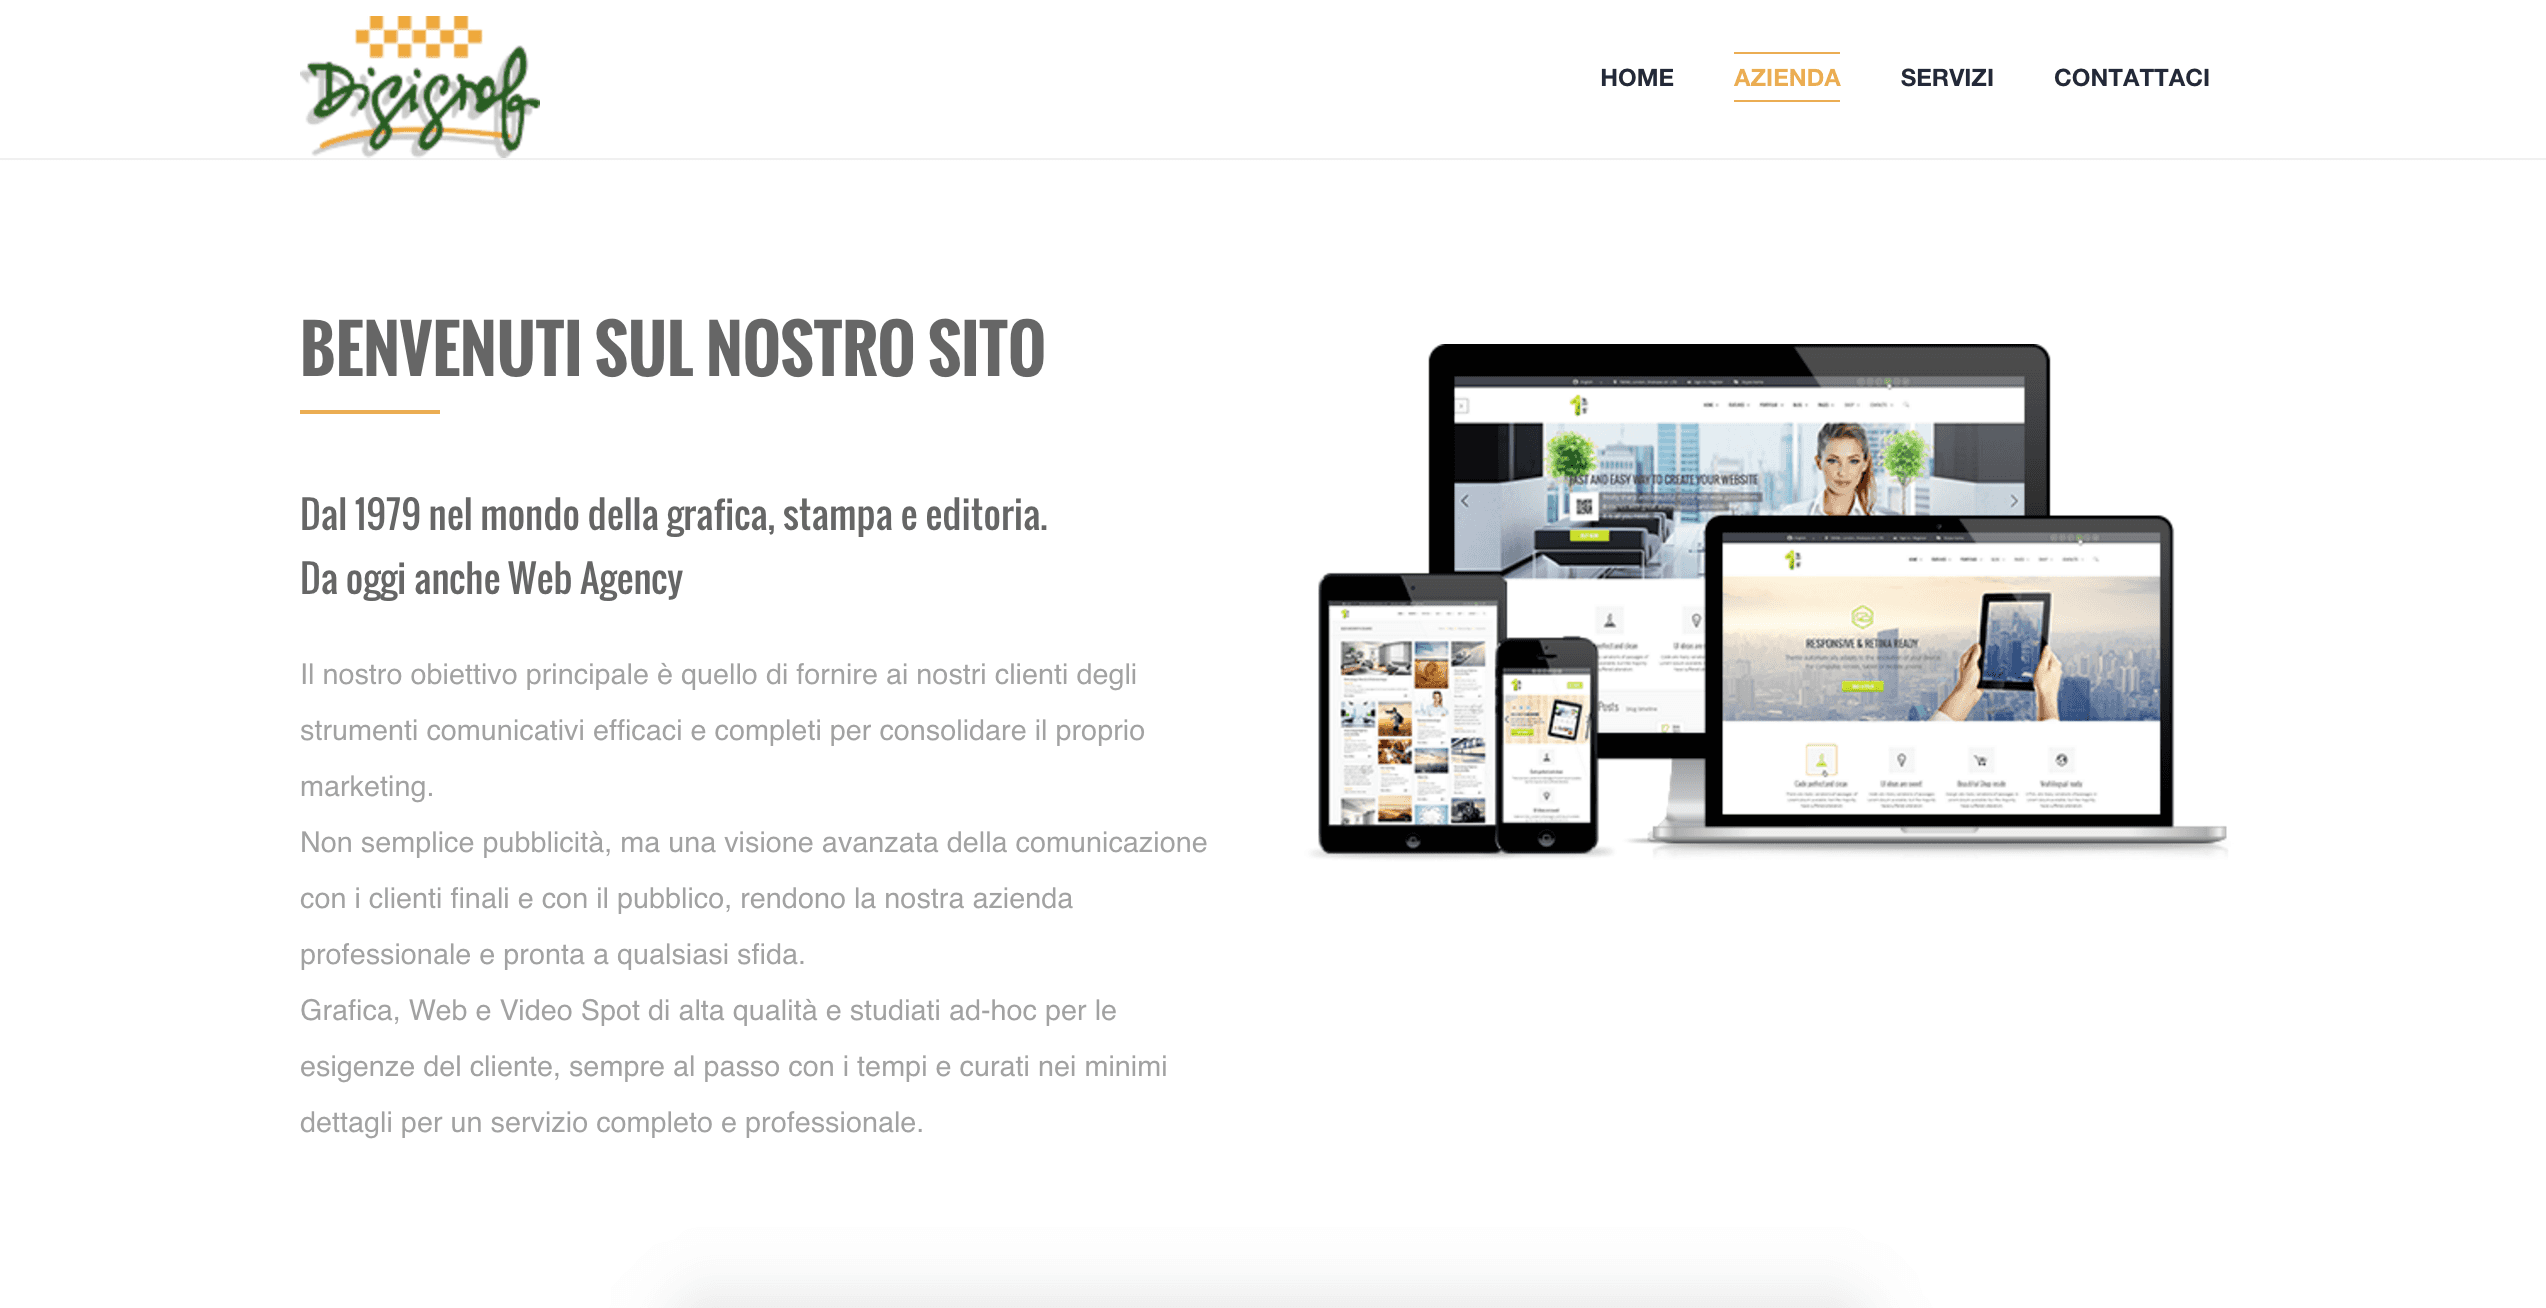 Digigraf
HOME AZIENDA SERVIZI CONTATTACI
BENVENUTI SUL NOSTRO SITO
Dal 1979 nel mondo della grafica, stampa e editoria.
Da oggi anche Web Agency
Il nostro obiettivo principale è quello di fornire ai nostri clienti degli
strumenti comunicativi efficaci e completi per consolidare il proprio
marketing.
Non semplice pubblicità, ma una visione avanzata della comunicazione
con i clienti finali e con il pubblico, rendono la nostra azienda
professionale e pronta a qualsiasi sfida.
Grafica, Web e Video Spot di alta qualità e studiati ad-hoc per le
esigenze del cliente, sempre al passo con i tempi e curati nei minimi
dettagli per un servizio completo e professionale.
FAST AND EASY WAY TO CREATE YOUR WEBSITE
RESPONSIVE & RETINA READY
Posts